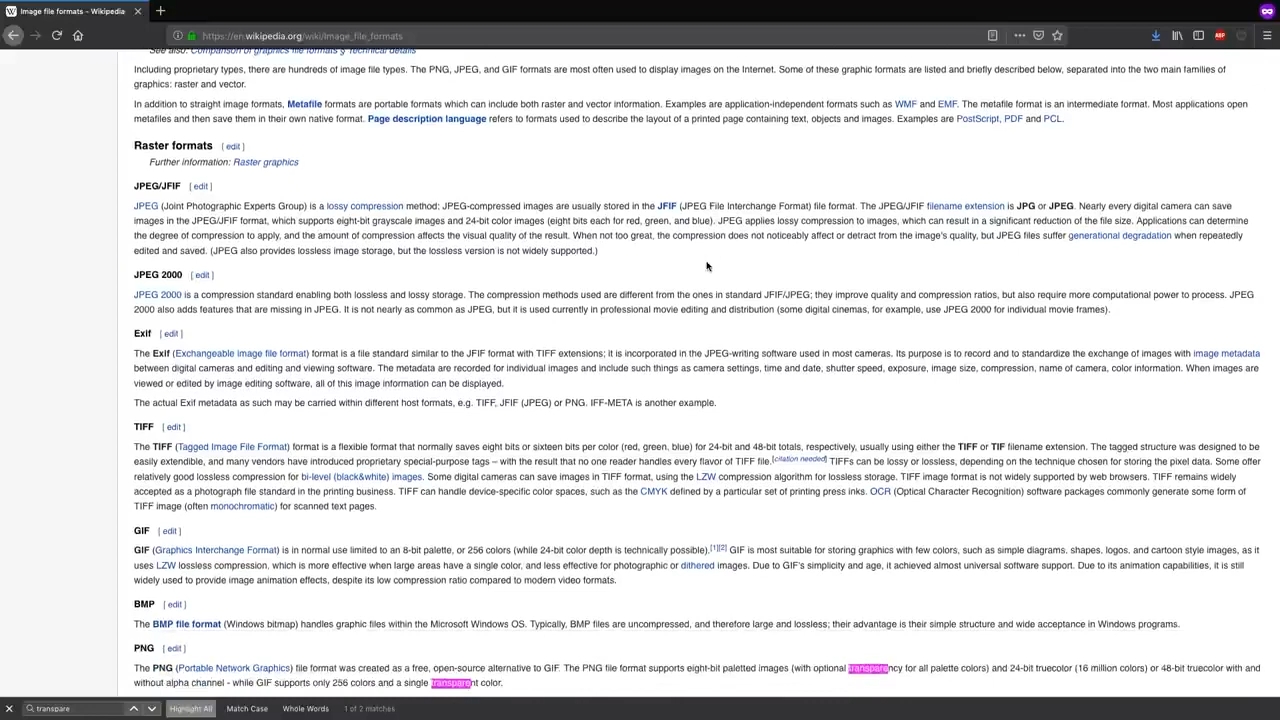 Image file formats - Wikipedia
https://en.wikipedia.org/wiki/Image_file_formats
ABP
See also: Comparison of graphics file formats § Technical details
Including proprietary types, there are hundreds of image file types. The PNG, JPEG, and GIF formats are most often used to display images on the Internet. Some of these graphic formats are listed and briefly described below, separated into the two main families of
graphics: raster and vector.
In addition to straight image formats, Metafile formats are portable formats which can include both raster and vector information. Examples are application-independent formats such as WMF and EMF. The metafile format is an intermediate format. Most applications open
metafiles and then save them in their own native format. Page description language refers to formats used to describe the layout of a printed page containing text, objects and images. Examples are PostScript, PDF and PCL.
Raster formats [ edit ]
Further information: Raster graphics
JPEG/JFIF [ edit ]
JPEG (Joint Photographic Experts Group) is a lossy compression method; JPEG-compressed images are usually stored in the JFIF (JPEG File Interchange Format) file format. The JPEG/JFIF filename extension is JPG or JPEG. Nearly every digital camera can save
images in the JPEG/JFIF format, which supports eight-bit grayscale images and 24-bit color images (eight bits each for red, green, and blue). JPEG applies lossy compression to images, which can result in a significant reduction of the file size. Applications can determine
the degree of compression to apply, and the amount of compression affects the visual quality of the result. When not too great, the compression does not noticeably affect or detract from the image's quality, but JPEG files suffer generational degradation when repeatedly
edited and saved. (JPEG also provides lossless image storage, but the lossless version is not widely supported.)
JPEG 2000 [ edit ]
JPEG 2000 is a compression standard enabling both lossless and lossy storage. The compression methods used are different from the ones in standard JFIF/JPEG; they improve quality and compression ratios, but also require more computational power to process. JPEG
2000 also adds features that are missing in JPEG. It is not nearly as common as JPEG, but it is used currently in professional movie editing and distribution (some digital cinemas, for example, use JPEG 2000 for individual movie frames).
Exif [ edit ]
The Exif (Exchangeable image file format) format is a file standard similar to the JFIF format with TIFF extensions; it is incorporated in the JPEG-writing software used in most cameras. Its purpose is to record and to standardize the exchange of images with image metadata
between digital cameras and editing and viewing software. The metadata are recorded for individual images and include such things as camera settings, time and date, shutter speed, exposure, image size, compression, name of camera, color information. When images are
viewed or edited by image editing software, all of this image information can be displayed.
The actual Exif metadata as such may be carried within different host formats, e.g. TIFF, JFIF (JPEG) or PNG. IFF-META is another example.
TIFF [ edit ]
The TIFF (Tagged Image File Format) format is a flexible format that normally saves eight bits or sixteen bits per color (red, green, blue) for 24-bit and 48-bit totals, respectively, usually using either the TIFF or TIF filename extension. The tagged structure was designed to be
easily extendible, and many vendors have introduced proprietary special-purpose tags – with the result that no one reader handles every flavor of TIFF file.[citation needed] TIFFs can be lossy or lossless, depending on the technique chosen for storing the pixel data. Some offer
relatively good lossless compression for bi-level (black&white) images. Some digital cameras can save images in TIFF format, using the LZW compression algorithm for lossless storage. TIFF image format is not widely supported by web browsers. TIFF remains widely
accepted as a photograph file standard in the printing business. TIFF can handle device-specific color spaces, such as the CMYK defined by a particular set of printing press inks. OCR (Optical Character Recognition) software packages commonly generate some form of
TIFF image (often monochromatic) for scanned text pages.
GIF [ edit ]
GIF (Graphics Interchange Format) is in normal use limited to an 8-bit palette, or 256 colors (while 24-bit color depth is technically possible).[1][2] GIF is most suitable for storing graphics with few colors, such as simple diagrams, shapes, logos, and cartoon style images, as it
uses LZW lossless compression, which is more effective when large areas have a single color, and less effective for photographic or dithered images. Due to GIF's simplicity and age, it achieved almost universal software support. Due to its animation capabilities, it is still
widely used to provide image animation effects, despite its low compression ratio compared to modern video formats.
BMP [ edit ]
The BMP file format (Windows bitmap) handles graphic files within the Microsoft Windows OS. Typically, BMP files are uncompressed, and therefore large and lossless; their advantage is their simple structure and wide acceptance in Windows programs.
PNG [ edit ]
The PNG (Portable Network Graphics) file format was created as a free, open-source alternative to GIF. The PNG file format supports eight-bit paletted images (with optional transparency for all palette colors) and 24-bit truecolor (16 million colors) or 48-bit truecolor with and
without alpha channel - while GIF supports only 256 colors and a single transparent color.
transpare
Highlight All
Match Case
Whole Words
1 of 2 matches